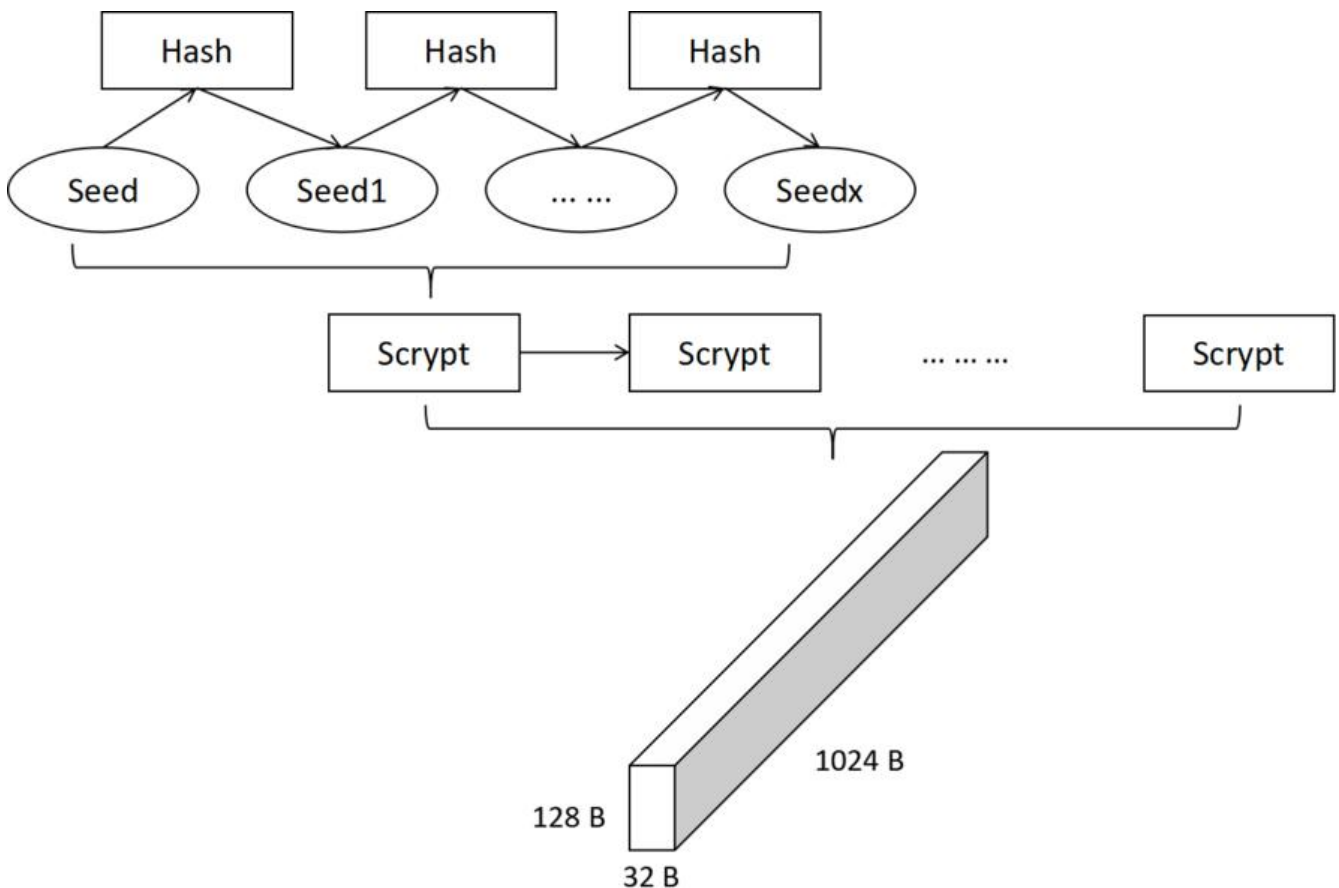 Hash Hash Hash
Seed Seed1 ... ... Seedx
Scrypt Scrypt ... ... ... Scrypt
1024 B
128 B
32 B